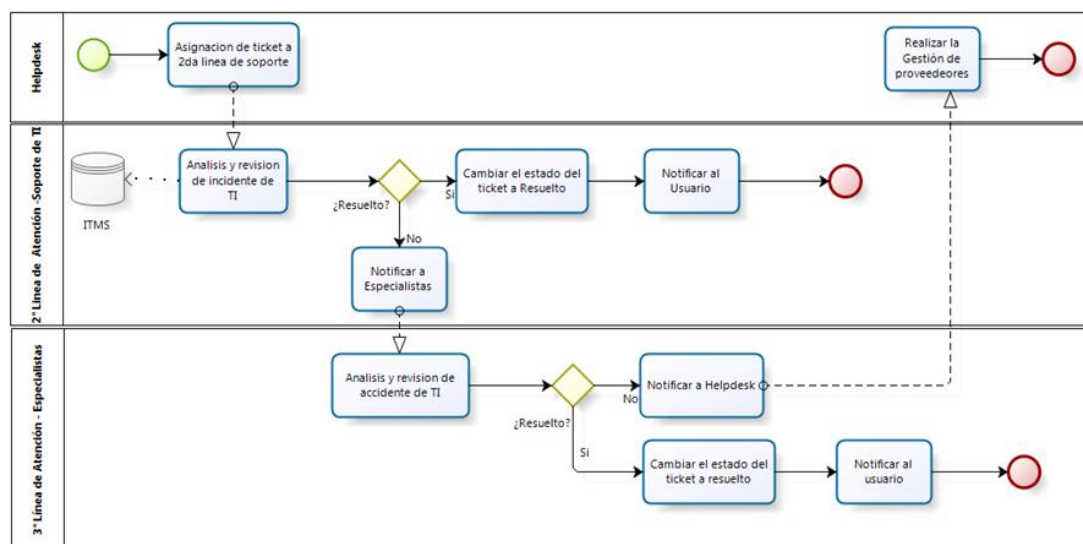 Helpdesk
Asignacion de ticket a
2da linea de soporte
Realizar la
Gestión de
proveedeores
2°Linea de Atención -Soporte de TI
ITMS
Analisis y revision
de incidente de
TI
¿Resuelto?
Si
No
Cambiar el estado del
ticket a Resuelto
Notificar al
Usuario
Notificar a
Especialistas
3°Línea de Atención - Especialistas
Analisis y revision de
accidente de TI
¿Resuelto?
No
Si
Notificar a Helpdesk
Cambiar el estado del
ticket a resuelto
Notificar al
usuario